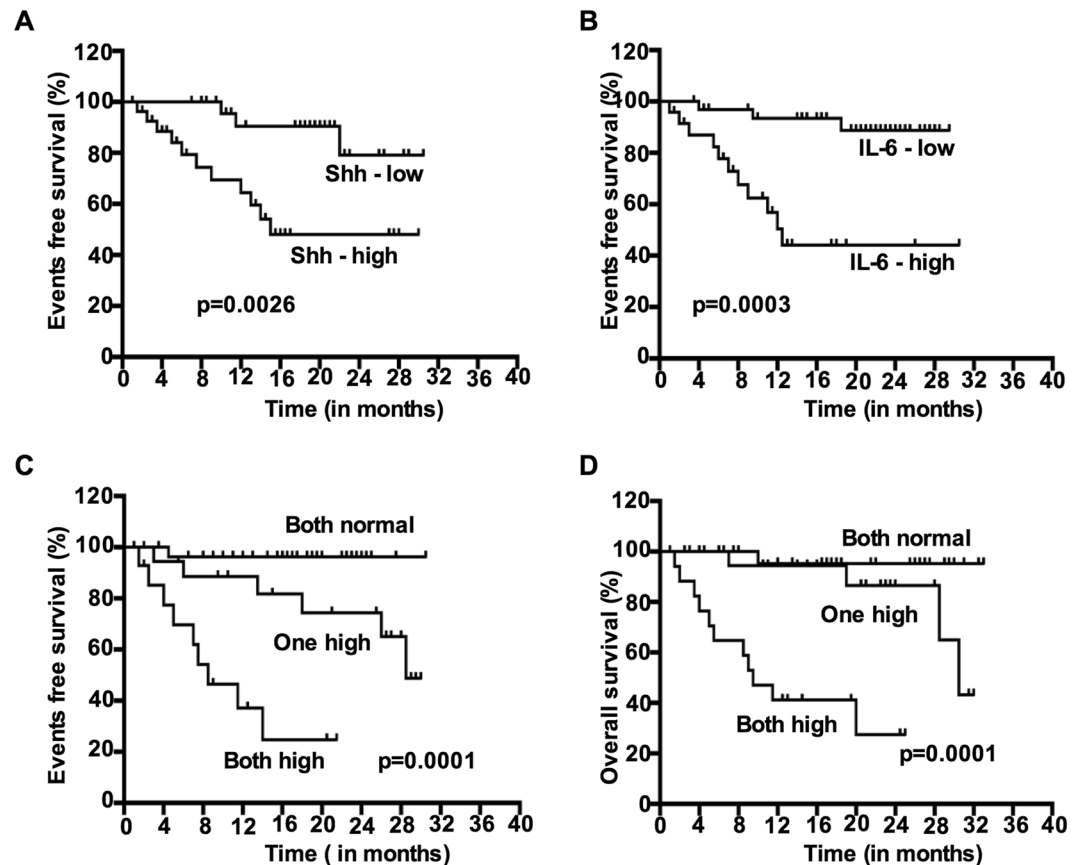 A
120
100
80
60
40
20
0
Events free survival (%)
Shh - low
Shh - high
p=0.0026
0 4 8 12 16 20 24 28 32 36 40
Time (in months)
B
120
100
80
60
40
20
0
Events free survival (%)
IL-6 - low
IL-6 - high
p=0.0003
0 4 8 12 16 20 24 28 32 36 40
Time (in months)
C
120
100
80
60
40
20
0
Events free survival (%)
Both normal
One high
Both high
p=0.0001
0 4 8 12 16 20 24 28 32 36 40
Time ( in months)
D
120
100
80
60
40
20
0
Overall survival (%)
Both normal
One high
Both high
p=0.0001
0 4 8 12 16 20 24 28 32 36 40
Time (in months)